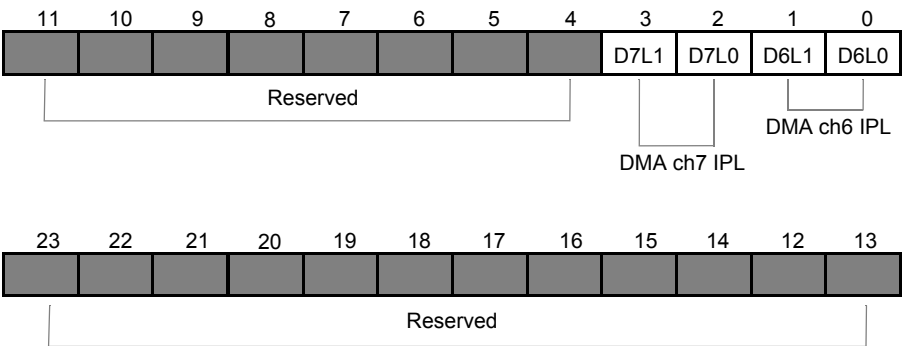 11 10 9 8 7 6 5 4 3 2 1 0
D7L1 D7L0 D6L1 D6L0
Reserved
DMA ch6 IPL
DMA ch7 IPL
23 22 21 20 19 18 17 16 15 14 12 13
Reserved